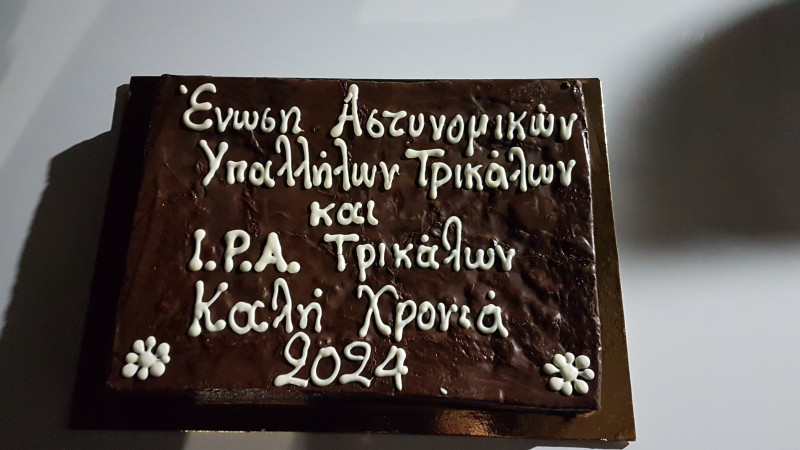 Ένωση Αστυνομικών
Υπαλλήλων Τρικάλων
και
I.P.A. Τρικάλων
Καλή Χρονιά
2024